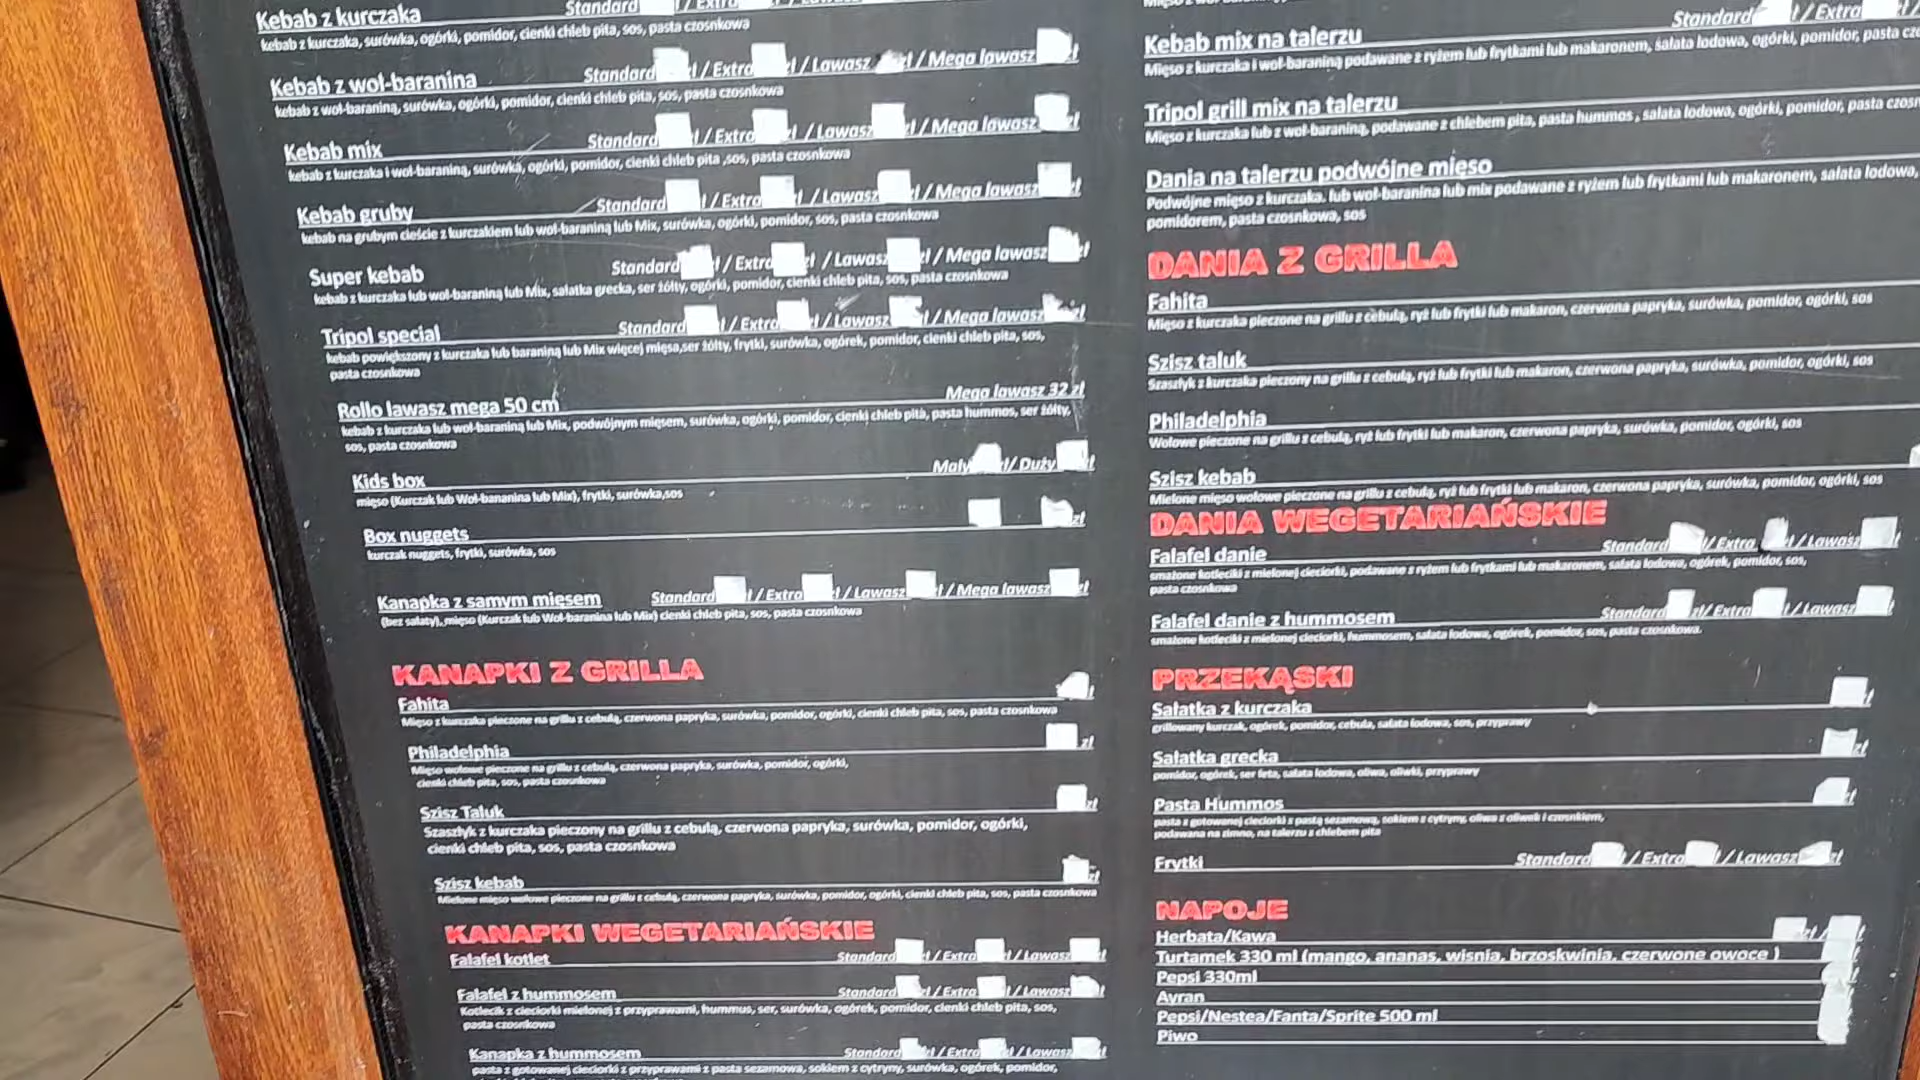 Kebab z kurczaka Standard / Extra
kebab z kurczaka, surówka, ogórki, pomidor, cienki chleb pita, sos, pasta czosnkowa
Kebab z woł-baranina Standard zł / Extra zł / Lawasz zł / Mega lawasz zł
kebab z woł-baraniną, surówka, ogórki, pomidor, cienki chleb pita, sos, pasta czosnkowa
Kebab mix Standard zł / Extra zł / Lawasz zł / Mega lawasz zł
kebab z kurczaka i woł-baraniną, surówka, ogórki, pomidor, cienki chleb pita ,sos, pasta czosnkowa
Kebab gruby Standard zł / Extra zł / Lawasz zł / Mega lawasz zł
kebab na grubym cieście z kurczakiem lub woł-baraniną lub Mix, surówka, ogórki, pomidor, sos, pasta czosnkowa
Super kebab Standard zł / Extra zł / Lawasz zł / Mega lawasz zł
kebab z kurczaka lub woł-baraniną lub Mix, sałatka grecka, ser żółty, ogórki, pomidor, cienki chleb pita, sos, pasta czosnkowa
Tripol special Standard zł / Extra zł / Lawasz zł / Mega lawasz zł
kebab powiększony z kurczaka lub baraniną lub Mix więcej mięsa,ser żółty, frytki, surówka, ogórek, pomidor, cienki chleb pita, sos,
pasta czosnkowa
Rollo lawasz mega 50 cm Mega lawasz 32 zł
kebab z kurczaka lub woł-baraniną lub Mix, podwójnym mięsem, surówka, ogórki, pomidor, cienki chleb pita, pasta hummos, ser żółty,
sos, pasta czosnkowa
Kids box Mały zł/ Duży zł
mięso (Kurczak lub Woł-bananina lub Mix), frytki, surówka,sos
Box nuggets zł
kurczak nuggets, frytki, surówka, sos
Kanapka z samym mięsem Standard zł / Extra zł / Lawasz zł / Mega lawasz zł
(bez sałaty), mięso (Kurczak lub Woł-baranina lub Mix) cienki chleb pita, sos, pasta czosnkowa
KANAPKI Z GRILLA
Fahita zł
Mięso z kurczaka pieczone na grillu z cebulą, czerwona papryka, surówka, pomidor, ogórki, cienki chleb pita, sos, pasta czosnkowa
Philadelphia zł
Mięso wołowe pieczone na grillu z cebulą, czerwona papryka, surówka, pomidor, ogórki,
cienki chleb pita, sos, pasta czosnkowa
Szisz Taluk zł
Szaszłyk z kurczaka pieczony na grillu z cebulą, czerwona papryka, surówka, pomidor, ogórki,
cienki chleb pita, sos, pasta czosnkowa
Szisz kebab zł
Mielone mięso wołowe pieczone na grillu z cebulą, czerwona papryka, surówka, pomidor, ogórki, cienki chleb pita, sos, pasta czosnkowa
KANAPKI WEGETARIAŃSKIE
Falafel kotlet Standard zł / Extra zł / Lawasz zł
Falafel z hummosem Standard zł / Extra zł / Lawasz zł
Kotlecik z cieciorki mielonej z przyprawami, hummus, ser, surówka, ogórek, pomidor, cienki chleb pita, sos,
pasta czosnkowa
Kanapka z hummosem Standard zł / Extra zł / Lawasz zł
pasta z gotowanej cieciorki z przyprawami z pasta sezamowa, sokiem z cytryny, surówka, ogórek, pomidor,
Standard / Extra
Kebab mix na talerzu
Mięso z kurczaka i woł-baraniną podawane z ryżem lub frytkami lub makaronem, sałata lodowa, ogórki, pomidor, pasta
Tripol grill mix na talerzu
Mięso z kurczaka lub z woł-baraniną, podawane z chlebem pita, pasta hummos , sałata lodowa, ogórki, pomidor, pasta
Dania na talerzu podwójne mięso
Podwójne mięso z kurczaka. lub woł-baranina lub mix podawane z ryżem lub frytkami lub makaronem, sałata lodowa,
pomidorem, pasta czosnkowa, sos
DANIA Z GRILLA
Fahita
Mięso z kurczaka pieczone na grillu z cebulą, ryż lub frytki lub makaron, czerwona papryka, surówka, pomidor, ogórki, sos
Szisz taluk
Szaszłyk z kurczaka pieczony na grillu z cebulą, ryż lub frytki lub makaron, czerwona papryka, surówka, pomidor, ogórki, sos
Philadelphia
Wołowe pieczone na grillu z cebulą, ryż lub frytki lub makaron, czerwona papryka, surówka, pomidor, ogórki, sos
Szisz kebab
Mielone mięso wołowe pieczone na grillu z cebulą, ryż lub frytki lub makaron, czerwona papryka, surówka, pomidor, ogórki, sos
DANIA WEGETARIAŃSKIE
Falafel danie Standard zł/ Extra zł / Lawasz
smażone kotleciki z mielonej cieciorki, podawane z ryżem lub frytkami lub makaronem, sałata lodowa, ogórek, pomidor, sos,
pasta czosnkowa
Falafel danie z hummosem Standard zł/ Extra zł / Lawasz zł
smażone kotleciki z mielonej cieciorki, hummosem, sałata lodowa, ogórek, pomidor, sos, pasta czosnkowa.
PRZEKĄSKI
Sałatka z kurczaka zł
grillowany kurczak, ogórek, pomidor, cebula, sałata lodowa, sos, przyprawy
Sałatka grecka zł
pomidor, ogórek, ser feta, sałata lodowa, oliwa, oliwki, przyprawy
Pasta Hummos zł
pasta z gotowanej cieciorki z pastą sezamową, sokiem z cytryny, oliwa z oliwek i czosnkiem,
podawana na zimno, na talerzu z chlebem pita
Frytki Standard zł / Extra zł / Lawasz zł
NAPOJE
Herbata/Kawa zł / zł
Turtamek 330 ml (mango, ananas, wisnia, brzoskwinia, czerwone owoce )
Pepsi 330ml
Ayran
Pepsi/Nestea/Fanta/Sprite 500 ml
Piwo